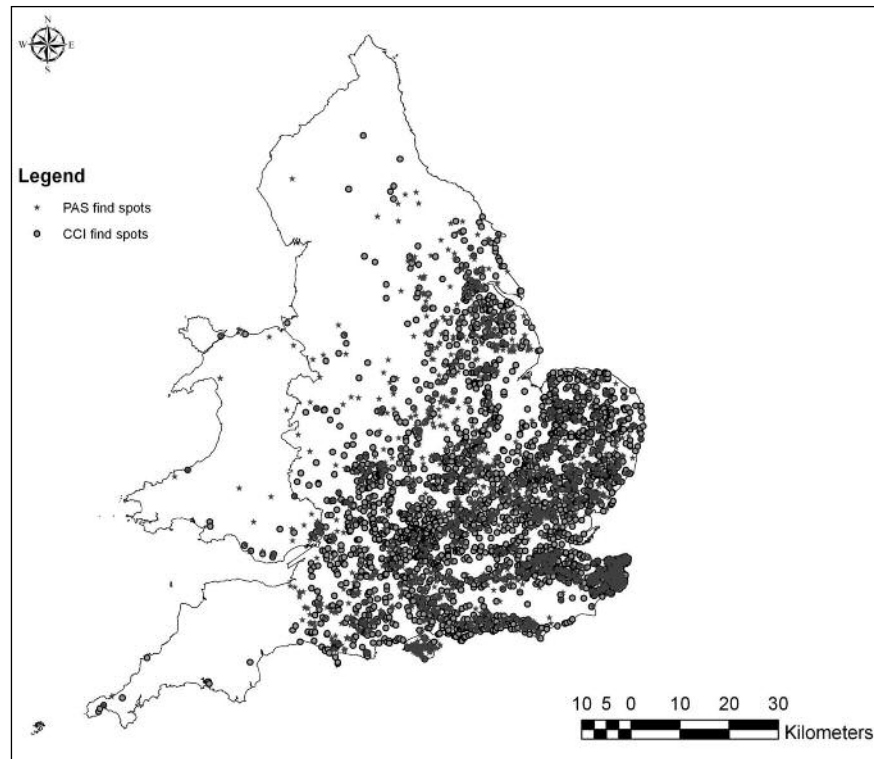 N
W E
S
Legend
PAS find spots
CCI find spots
10 5 0 10 20 30
Kilometers